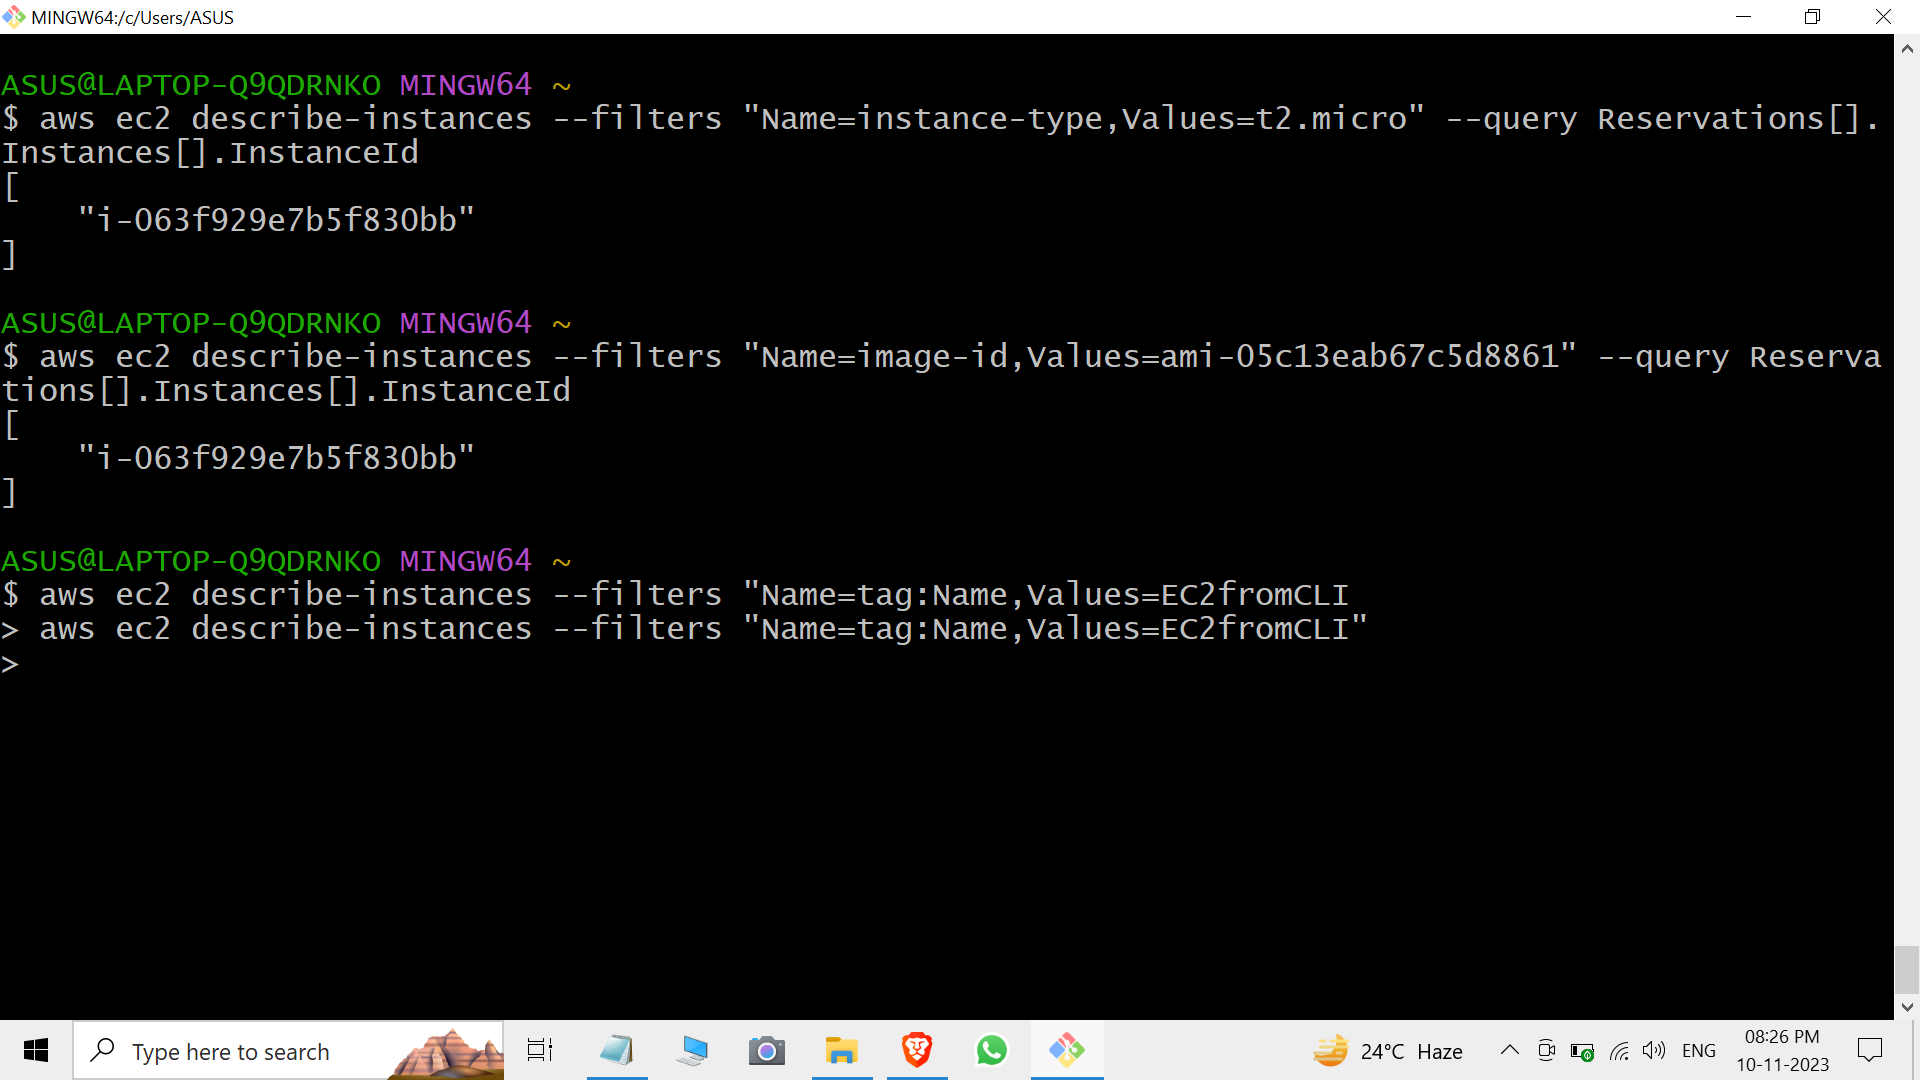 MINGW64:/c/Users/ASUS
ASUS@LAPTOP-Q9QDRNKO MINGW64 ~
$ aws ec2 describe-instances --filters "Name=instance-type,Values=t2.micro" --query Reservations[].
Instances[].InstanceId
[
    "i-063f929e7b5f830bb"
]
ASUS@LAPTOP-Q9QDRNKO MINGW64 ~
$ aws ec2 describe-instances --filters "Name=image-id,Values=ami-05c13eab67c5d8861" --query Reserva
tions[].Instances[].InstanceId
[
    "i-063f929e7b5f830bb"
]
ASUS@LAPTOP-Q9QDRNKO MINGW64 ~
$ aws ec2 describe-instances --filters "Name=tag:Name,Values=EC2fromCLI
> aws ec2 describe-instances --filters "Name=tag:Name,Values=EC2fromCLI"
>
Type here to search
24°C Haze
ENG
08:26 PM
10-11-2023